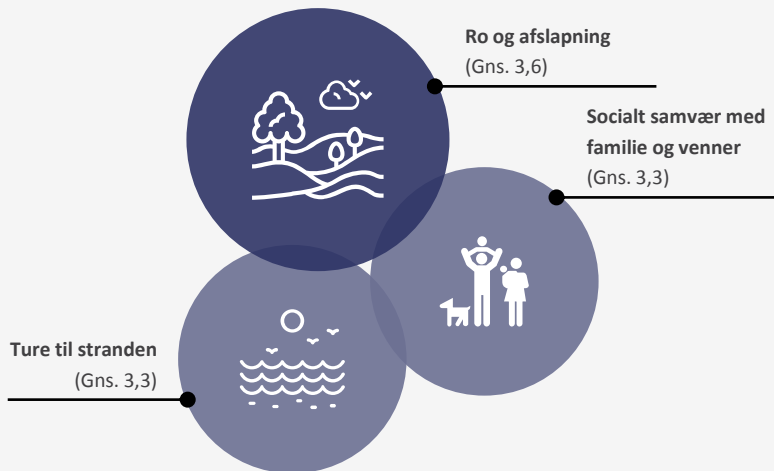 Ro og afslapning
(Gns. 3,6)
Socialt samvær med
familie og venner
(Gns. 3,3)
Ture til stranden
(Gns. 3,3)